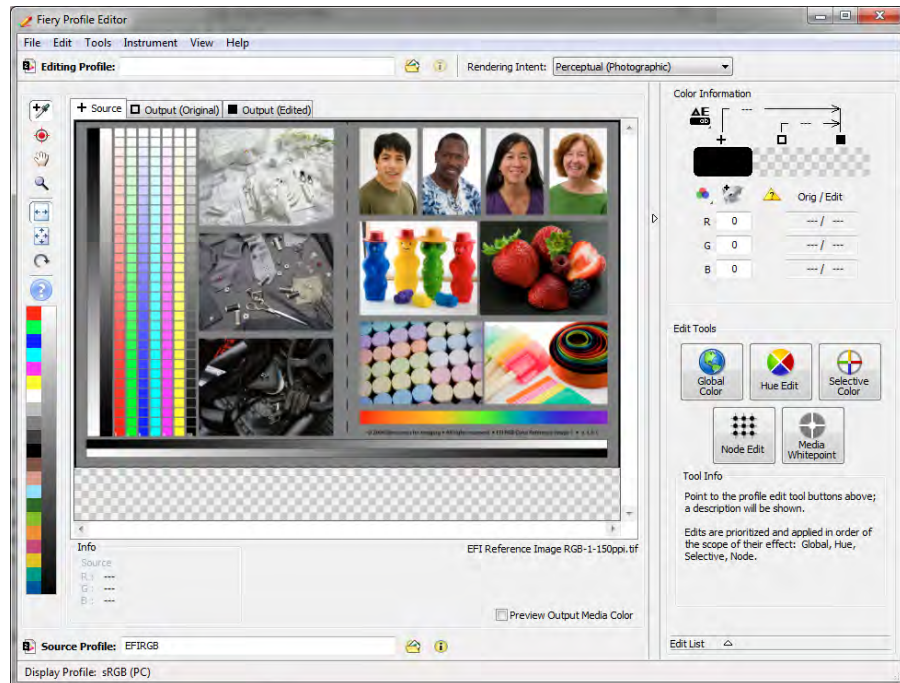 Fiery Profile Editor
File Edit Tools Instrument View Help
Editing Profile:
Rendering Intent: Perceptual (Photographic)
Source Output (Original) Output (Edited)
Color Information
ΔE
ab
---
---
Orig / Edit
R 0 --- / ---
G 0 --- / ---
B 0 --- / ---
Edit Tools
Global
Color
Hue Edit
Selective
Color
Node Edit
Media
Whitepoint
Tool Info
Point to the profile edit tool buttons above;
a description will be shown.
Edits are prioritized and applied in order of
the scope of their effect: Global, Hue,
Selective, Node.
Info
Source
R : ---
G : ---
B : ---
EFI Reference Image RGB-1-150ppi.tif
Preview Output Media Color
Source Profile: EFIRGB
Edit List
Display Profile: sRGB (PC)